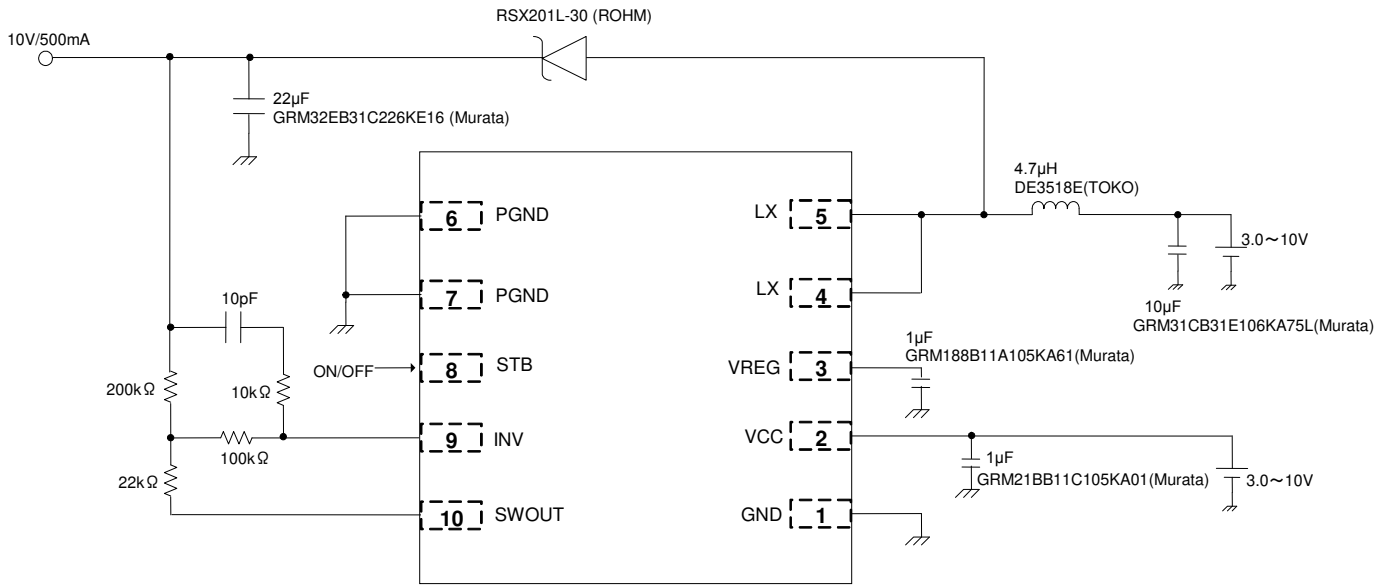 RSX201L-30 (ROHM)
10V/500mA
22µF
GRM32EB31C226KE16 (Murata)
4.7µH
DE3518E(TOKO)
6
PGND
LX
5
3.0～10V
7
PGND
LX
4
10µF
GRM31CB31E106KA75L(Murata)
10pF
1µF
GRM188B11A105KA61(Murata)
ON/OFF
8
STB
VREG
3
200kΩ
10kΩ
9
INV
VCC
2
100kΩ
1µF
GRM21BB11C105KA01(Murata)
3.0～10V
22kΩ
10
SWOUT
GND
1